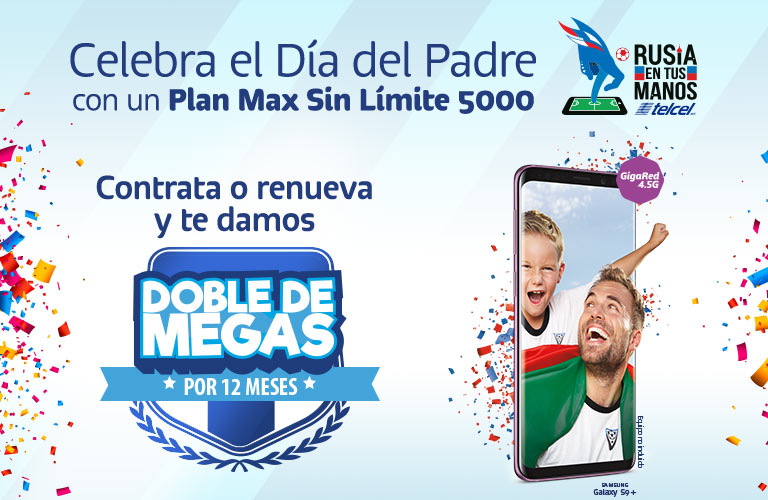 Celebra el Día del Padre
con un Plan Max Sin Límite 5000
RUSIA
EN TUS
MANOS
telcel
Contrata o renueva
y te damos
DOBLE DE
MEGAS
POR 12 MESES
GigaRed
4.5G
Equipo no incluido
SAMSUNG
Galaxy S9+